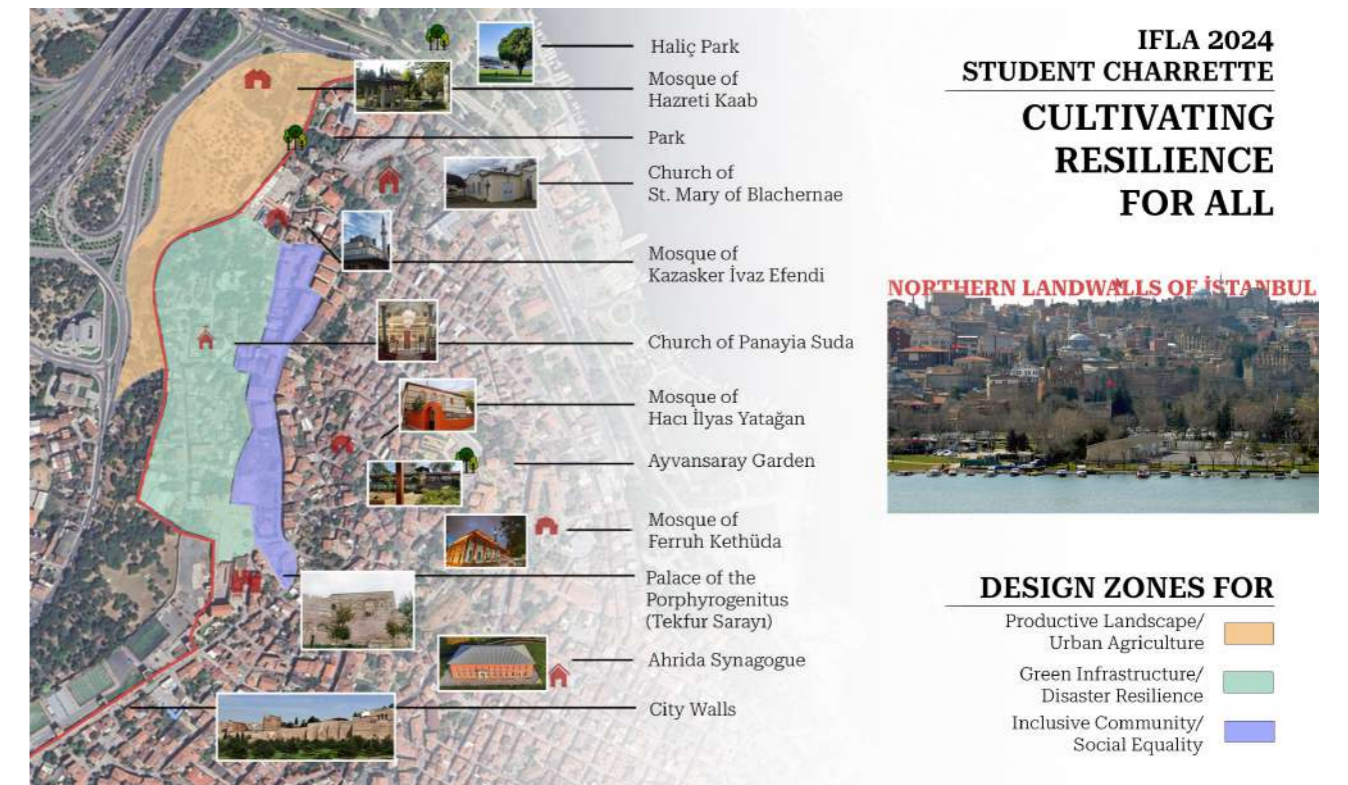 Haliç Park
Mosque of
Hazreti Kaab
Park
Church of
St. Mary of Blachernae
Mosque of
Kazasker İvaz Efendi
Church of Panayia Suda
Mosque of
Hacı İlyas Yatağan
Ayvansaray Garden
Mosque of
Ferruh Kethüda
Palace of the
Porphyrogenitus
(Tekfur Sarayı)
Ahrida Synagogue
City Walls
IFLA 2024
STUDENT CHARRETTE
CULTIVATING
RESILIENCE
FOR ALL
NORTHERN LANDWALLS OF İSTANBUL
DESIGN ZONES FOR
Productive Landscape/
Urban Agriculture
Green Infrastructure/
Disaster Resilience
Inclusive Community/
Social Equality